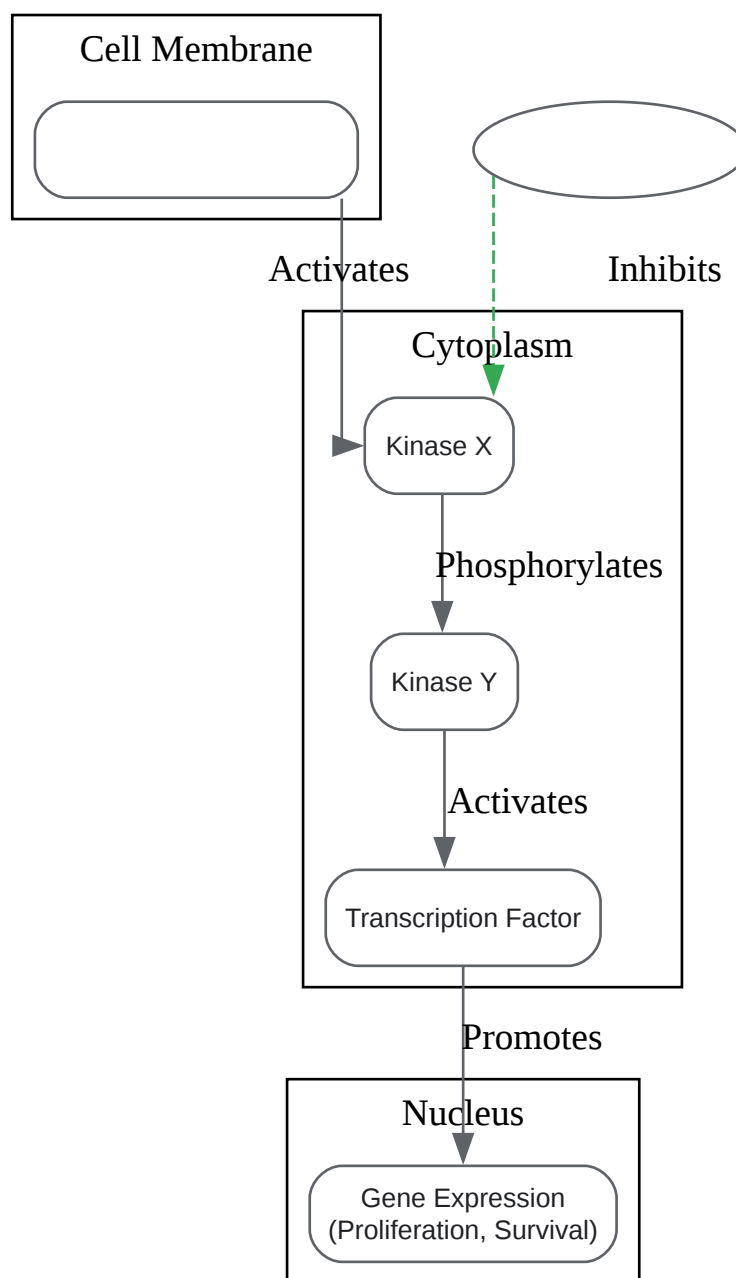 Cell Membrane
Activates
Inhibits
Cytoplasm
Kinase X
Phosphorylates
Kinase Y
Activates
Transcription Factor
Promotes
Nucleus
Gene Expression
(Proliferation, Survival)